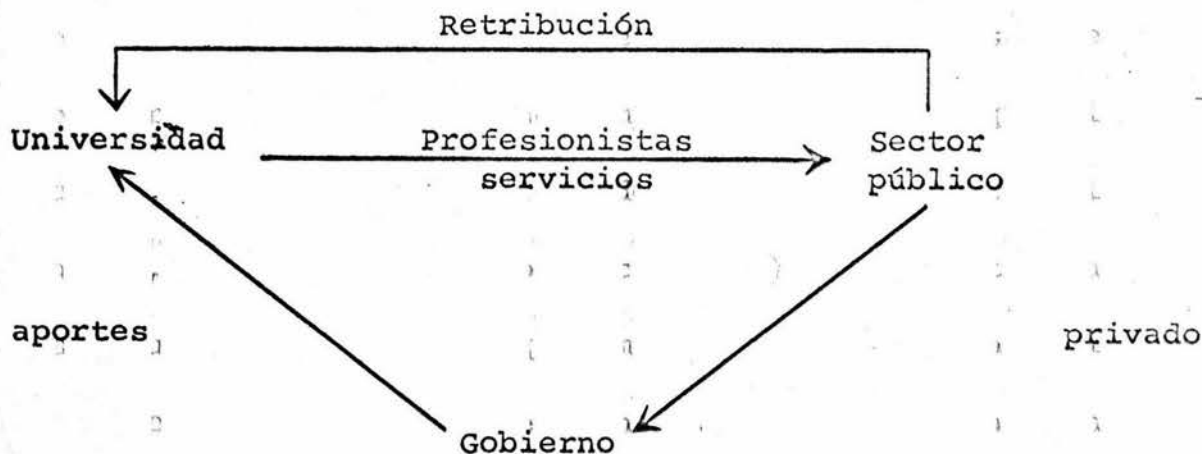 Retribución
Universidad
Profesionistas
servicios
Sector
público
aportes
privado
Gobierno